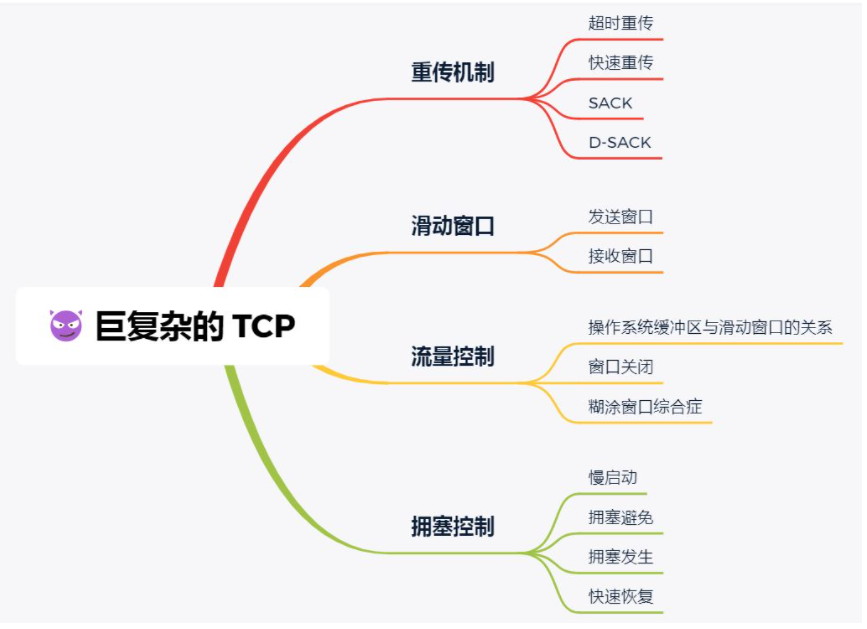 巨复杂的 TCP
重传机制
超时重传
快速重传
SACK
D-SACK
滑动窗口
发送窗口
接收窗口
流量控制
操作系统缓冲区与滑动窗口的关系
窗口关闭
糊涂窗口综合症
拥塞控制
慢启动
拥塞避免
拥塞发生
快速恢复